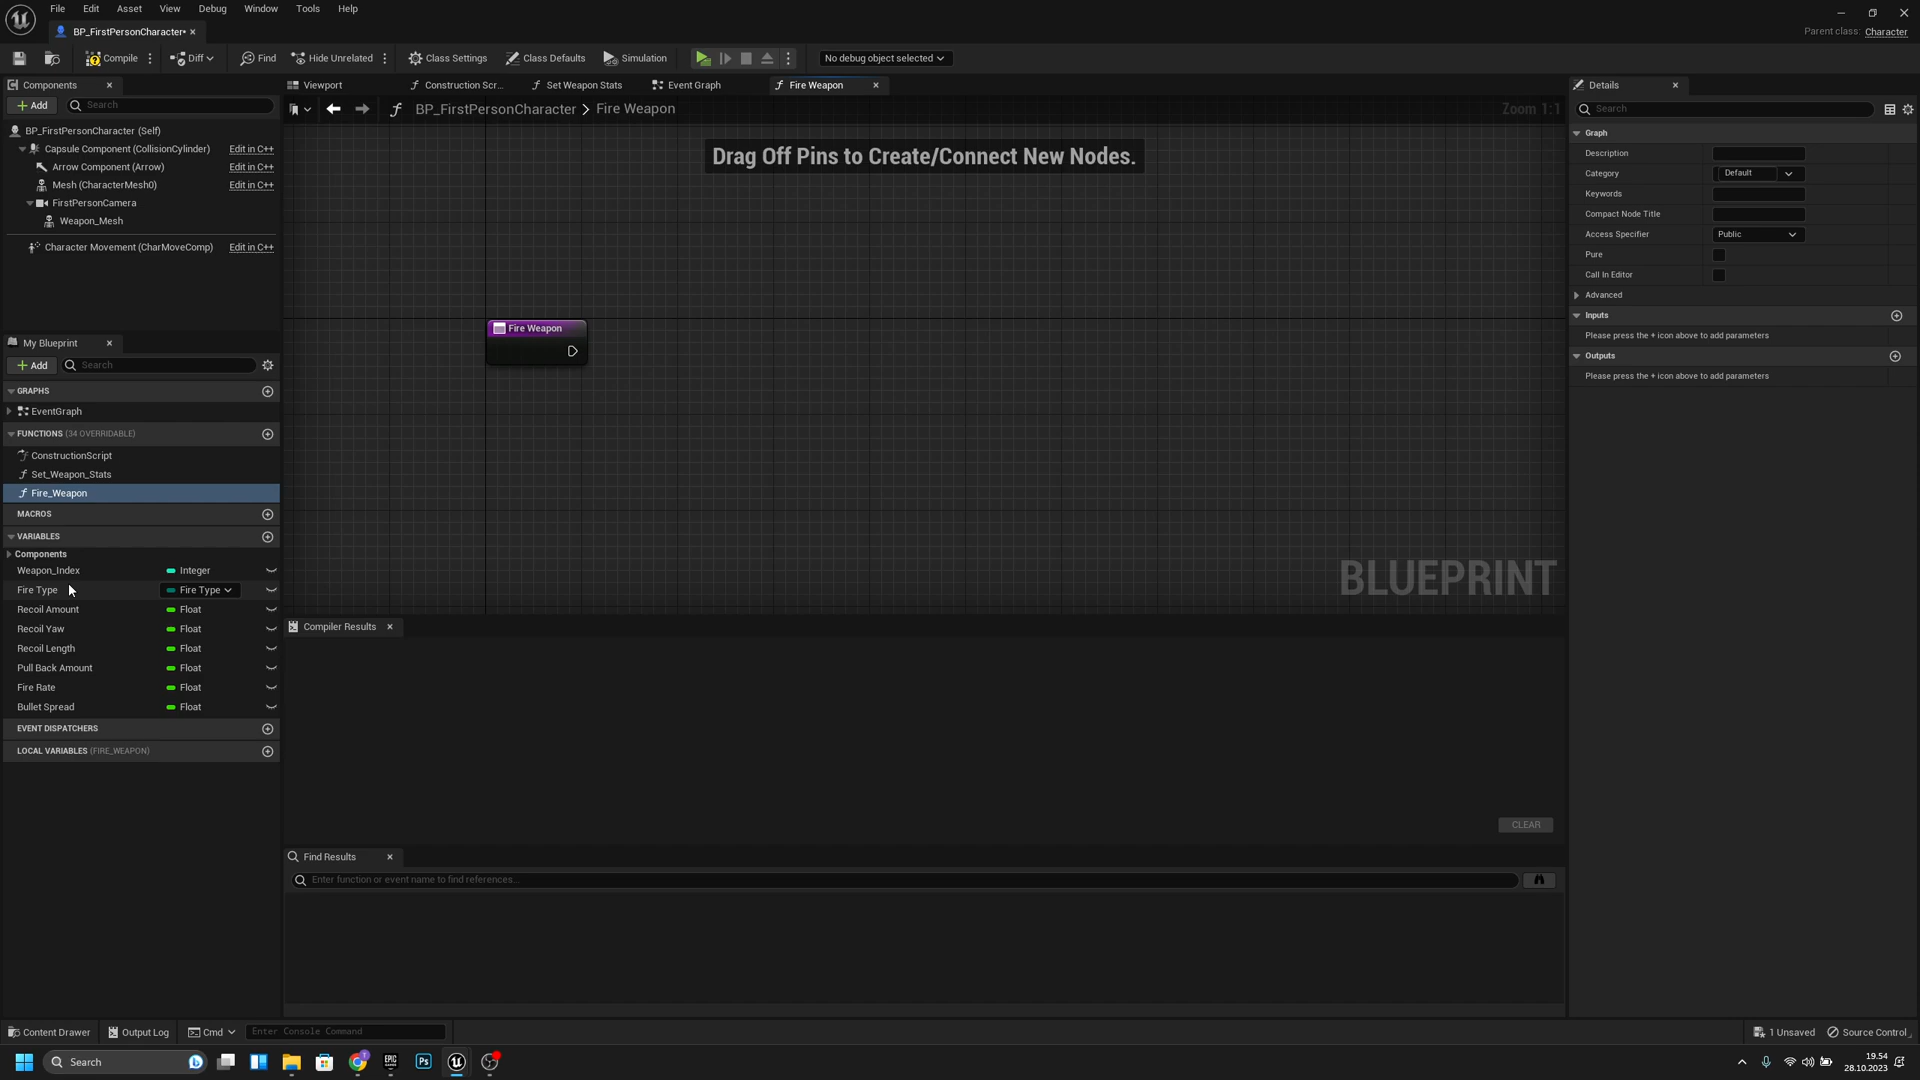 File Edit Asset View Debug Window Tools Help
BP_FirstPersonCharacter•
Parent class: Character
Compile Diff Find Hide Unrelated Class Settings Class Defaults Simulation No debug object selected
Components
Add Search
BP_FirstPersonCharacter (Self)
Capsule Component (CollisionCylinder) Edit in C++
Arrow Component (Arrow) Edit in C++
Mesh (CharacterMesh0) Edit in C++
FirstPersonCamera
Weapon_Mesh
Character Movement (CharMoveComp) Edit in C++
My Blueprint
Add Search
GRAPHS
EventGraph
FUNCTIONS (34 OVERRIDABLE)
ConstructionScript
Set_Weapon_Stats
Fire_Weapon
MACROS
VARIABLES
Components
Weapon_Index Integer
Fire Type Fire Type
Recoil Amount Float
Recoil Yaw Float
Recoil Length Float
Pull Back Amount Float
Fire Rate Float
Bullet Spread Float
EVENT DISPATCHERS
LOCAL VARIABLES (FIRE_WEAPON)
Viewport Construction Scr... Set Weapon Stats Event Graph Fire Weapon
BP_FirstPersonCharacter > Fire Weapon Zoom 1:1
Drag Off Pins to Create/Connect New Nodes.
Fire Weapon
BLUEPRINT
Compiler Results
CLEAR
Find Results
Enter function or event name to find references...
Details
Search
Graph
Description
Category Default
Keywords
Compact Node Title
Access Specifier Public
Pure
Call In Editor
Advanced
Inputs
Please press the + icon above to add parameters
Outputs
Please press the + icon above to add parameters
Content Drawer Output Log Cmd Enter Console Command 1 Unsaved Source Control
Search
19.54
28.10.2023